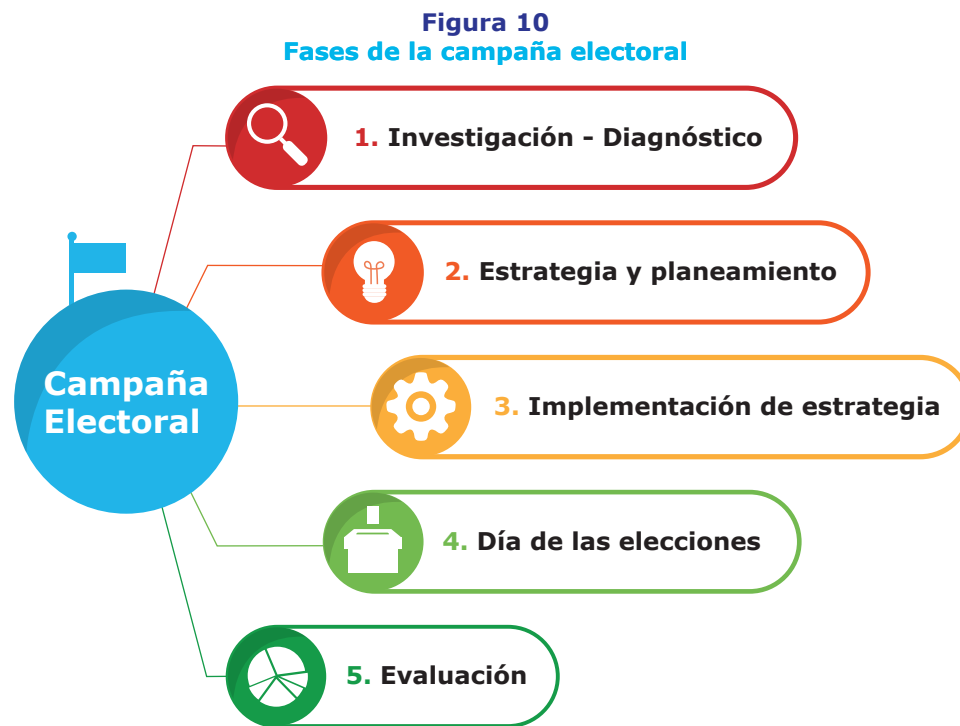 Figura 10
Fases de la campaña electoral
1. Investigación - Diagnóstico
2. Estrategia y planeamiento
Campaña
Electoral
3. Implementación de estrategia
4. Día de las elecciones
5. Evaluación